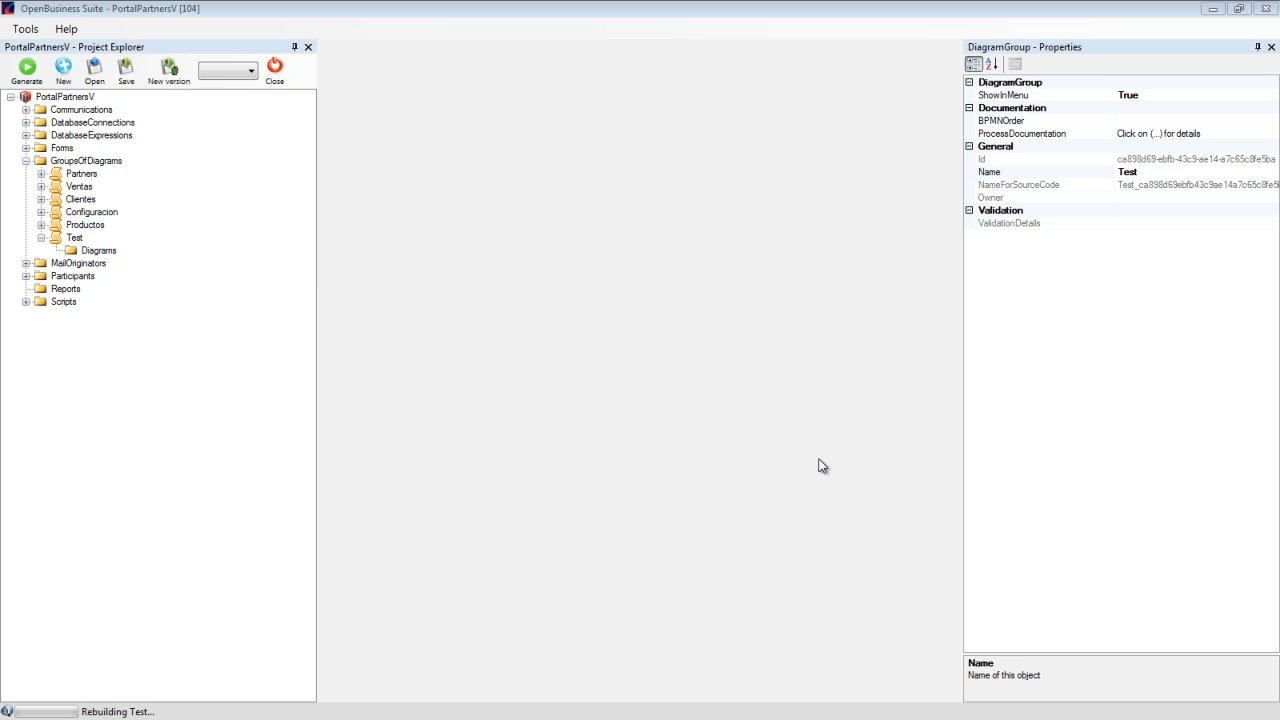 OpenBusiness Suite - PortalPartnersV [104]
Tools Help
PortalPartnersV - Project Explorer
Generate New Open Save New version Close
PortalPartnersV
Communications
DatabaseConnections
DatabaseExpressions
Forms
GroupsOfDiagrams
Partners
Ventas
Clientes
Configuracion
Productos
Test
Diagrams
MailOriginators
Participants
Reports
Scripts
DiagramGroup - Properties
DiagramGroup
ShowInMenu True
Documentation
BPMNOrder
ProcessDocumentation Click on (...) for details
General
Id ca898d69-ebfb-43c9-ae14-a7c65c8fe5ba
Name Test
NameForSourceCode Test_ca898d69ebfb43c9ae14a7c65c8fe5
Owner
Validation
ValidationDetails
Name
Name of this object
Rebuilding Test...